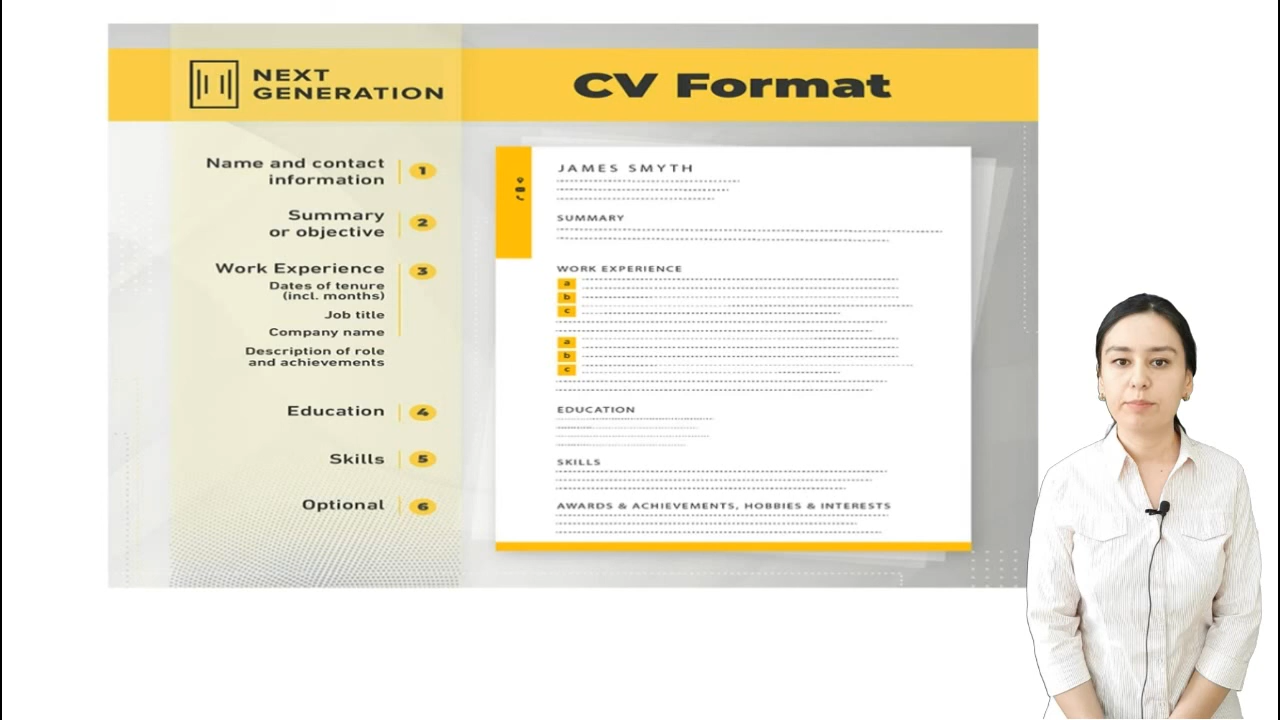 NEXT
GENERATION
CV Format
Name and contact
information
1
Summary
or objective
2
Work Experience
3
Dates of tenure
(incl. months)
Job title
Company name
Description of role
and achievements
Education
4
Skills
5
Optional
6
JAMES SMYTH
SUMMARY
WORK EXPERIENCE
a
b
c
a
b
c
EDUCATION
SKILLS
AWARDS & ACHIEVEMENTS, HOBBIES & INTERESTS